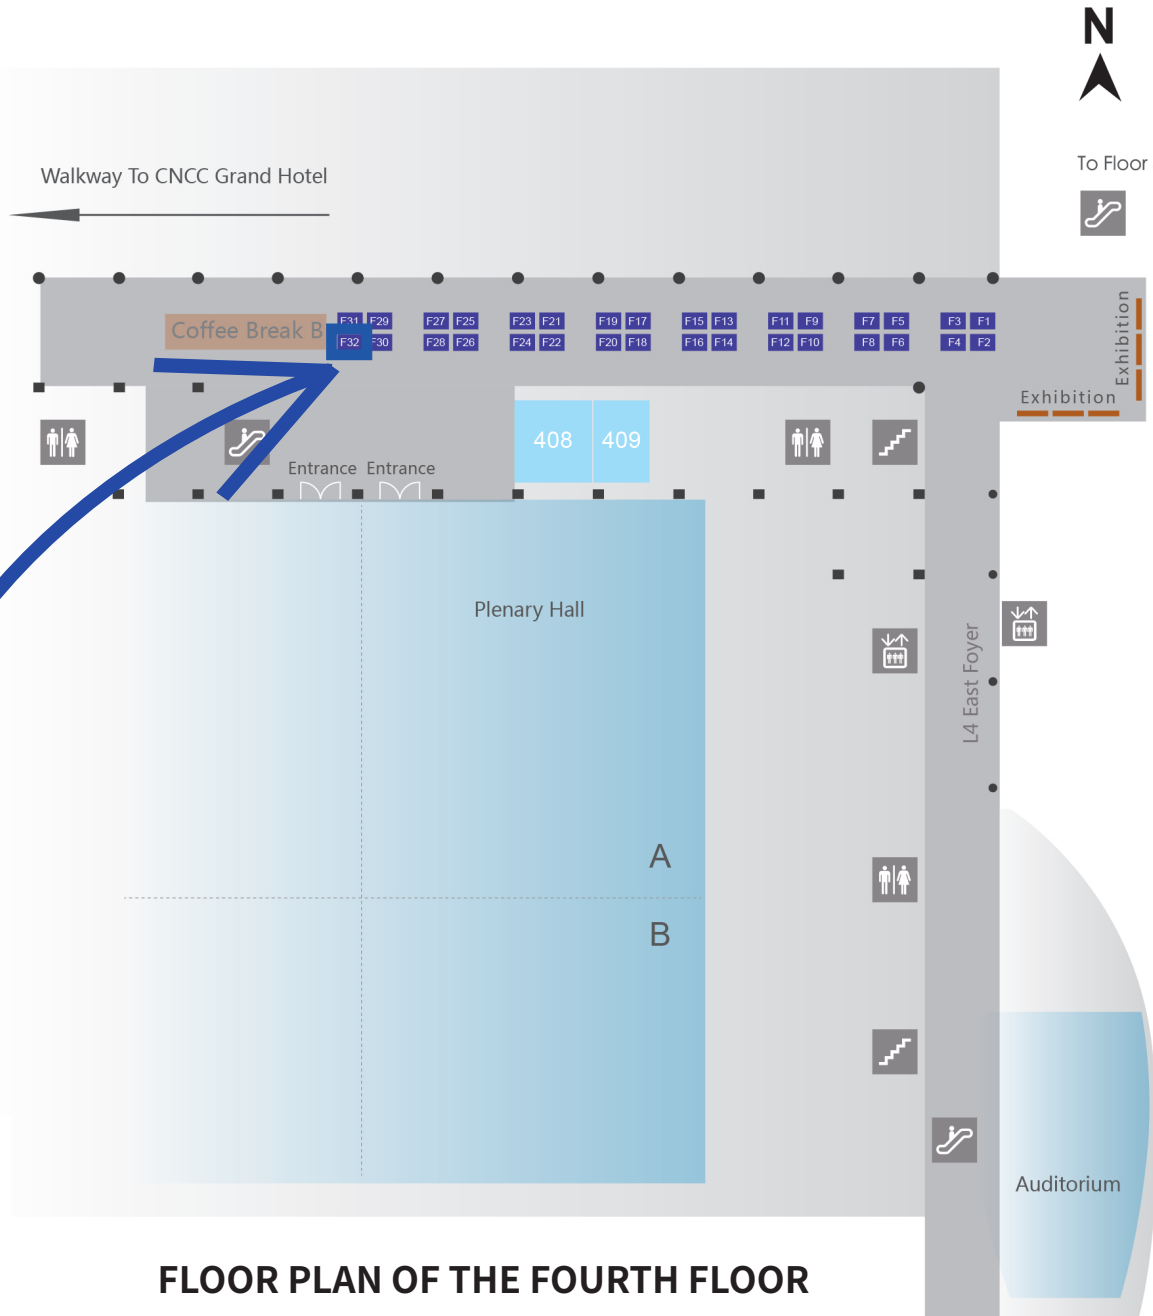 N
To Floor
Walkway To CNCC Grand Hotel
Coffee Break B
F31 F29 F27 F25 F23 F21 F19 F17 F15 F13 F11 F9 F7 F5 F3 F1
F32 F30 F28 F26 F24 F22 F20 F18 F16 F14 F12 F10 F8 F6 F4 F2
Exhibition
Exhibition
408 409
Entrance Entrance
Plenary Hall
L4 East Foyer
A
B
Auditorium
FLOOR PLAN OF THE FOURTH FLOOR